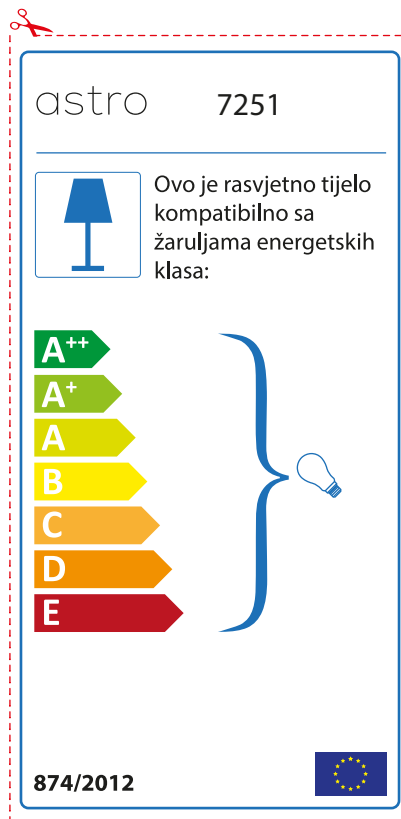 astro 7251
Ovo je rasvjetno tijelo
kompatibilno sa
žaruljama energetskih
klasa:
A++
A+
A
B
C
D
E
874/2012